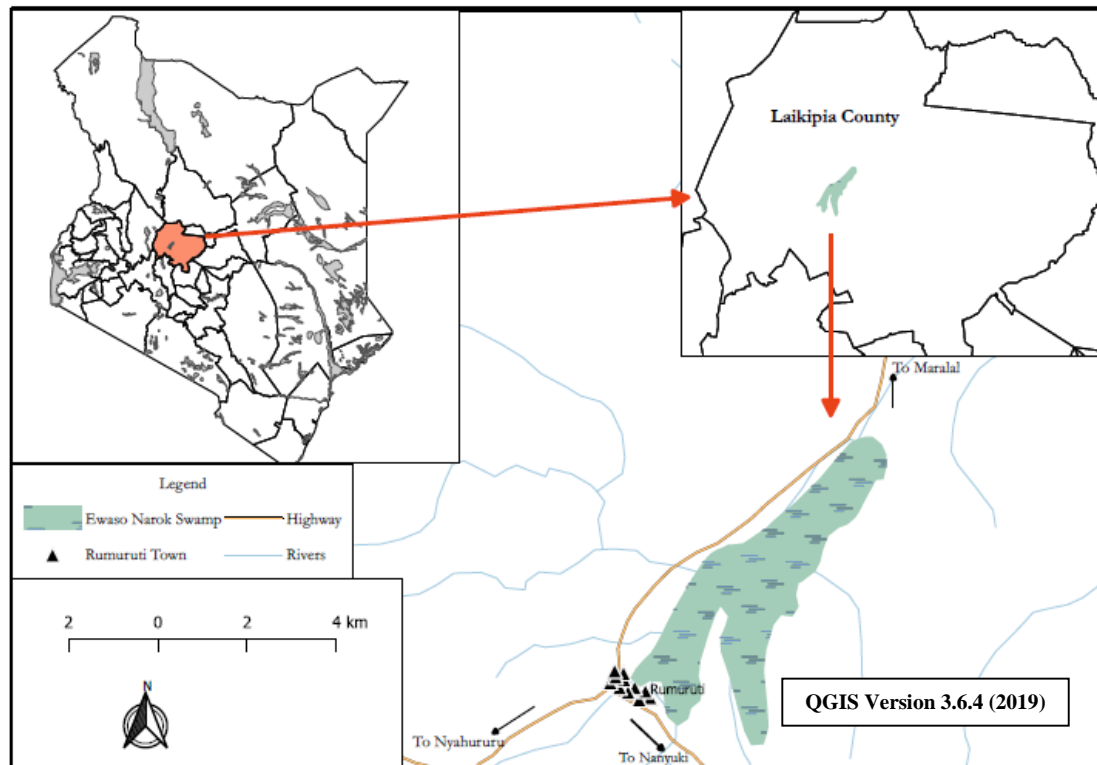 Laikipia County
To Maralal
Legend
Ewaso Narok Swamp
Highway
Rumuruti Town
Rivers
2 0 2 4 km
N
Rumuruti
QGIS Version 3.6.4 (2019)
To Nyahururu
To Nanyuki